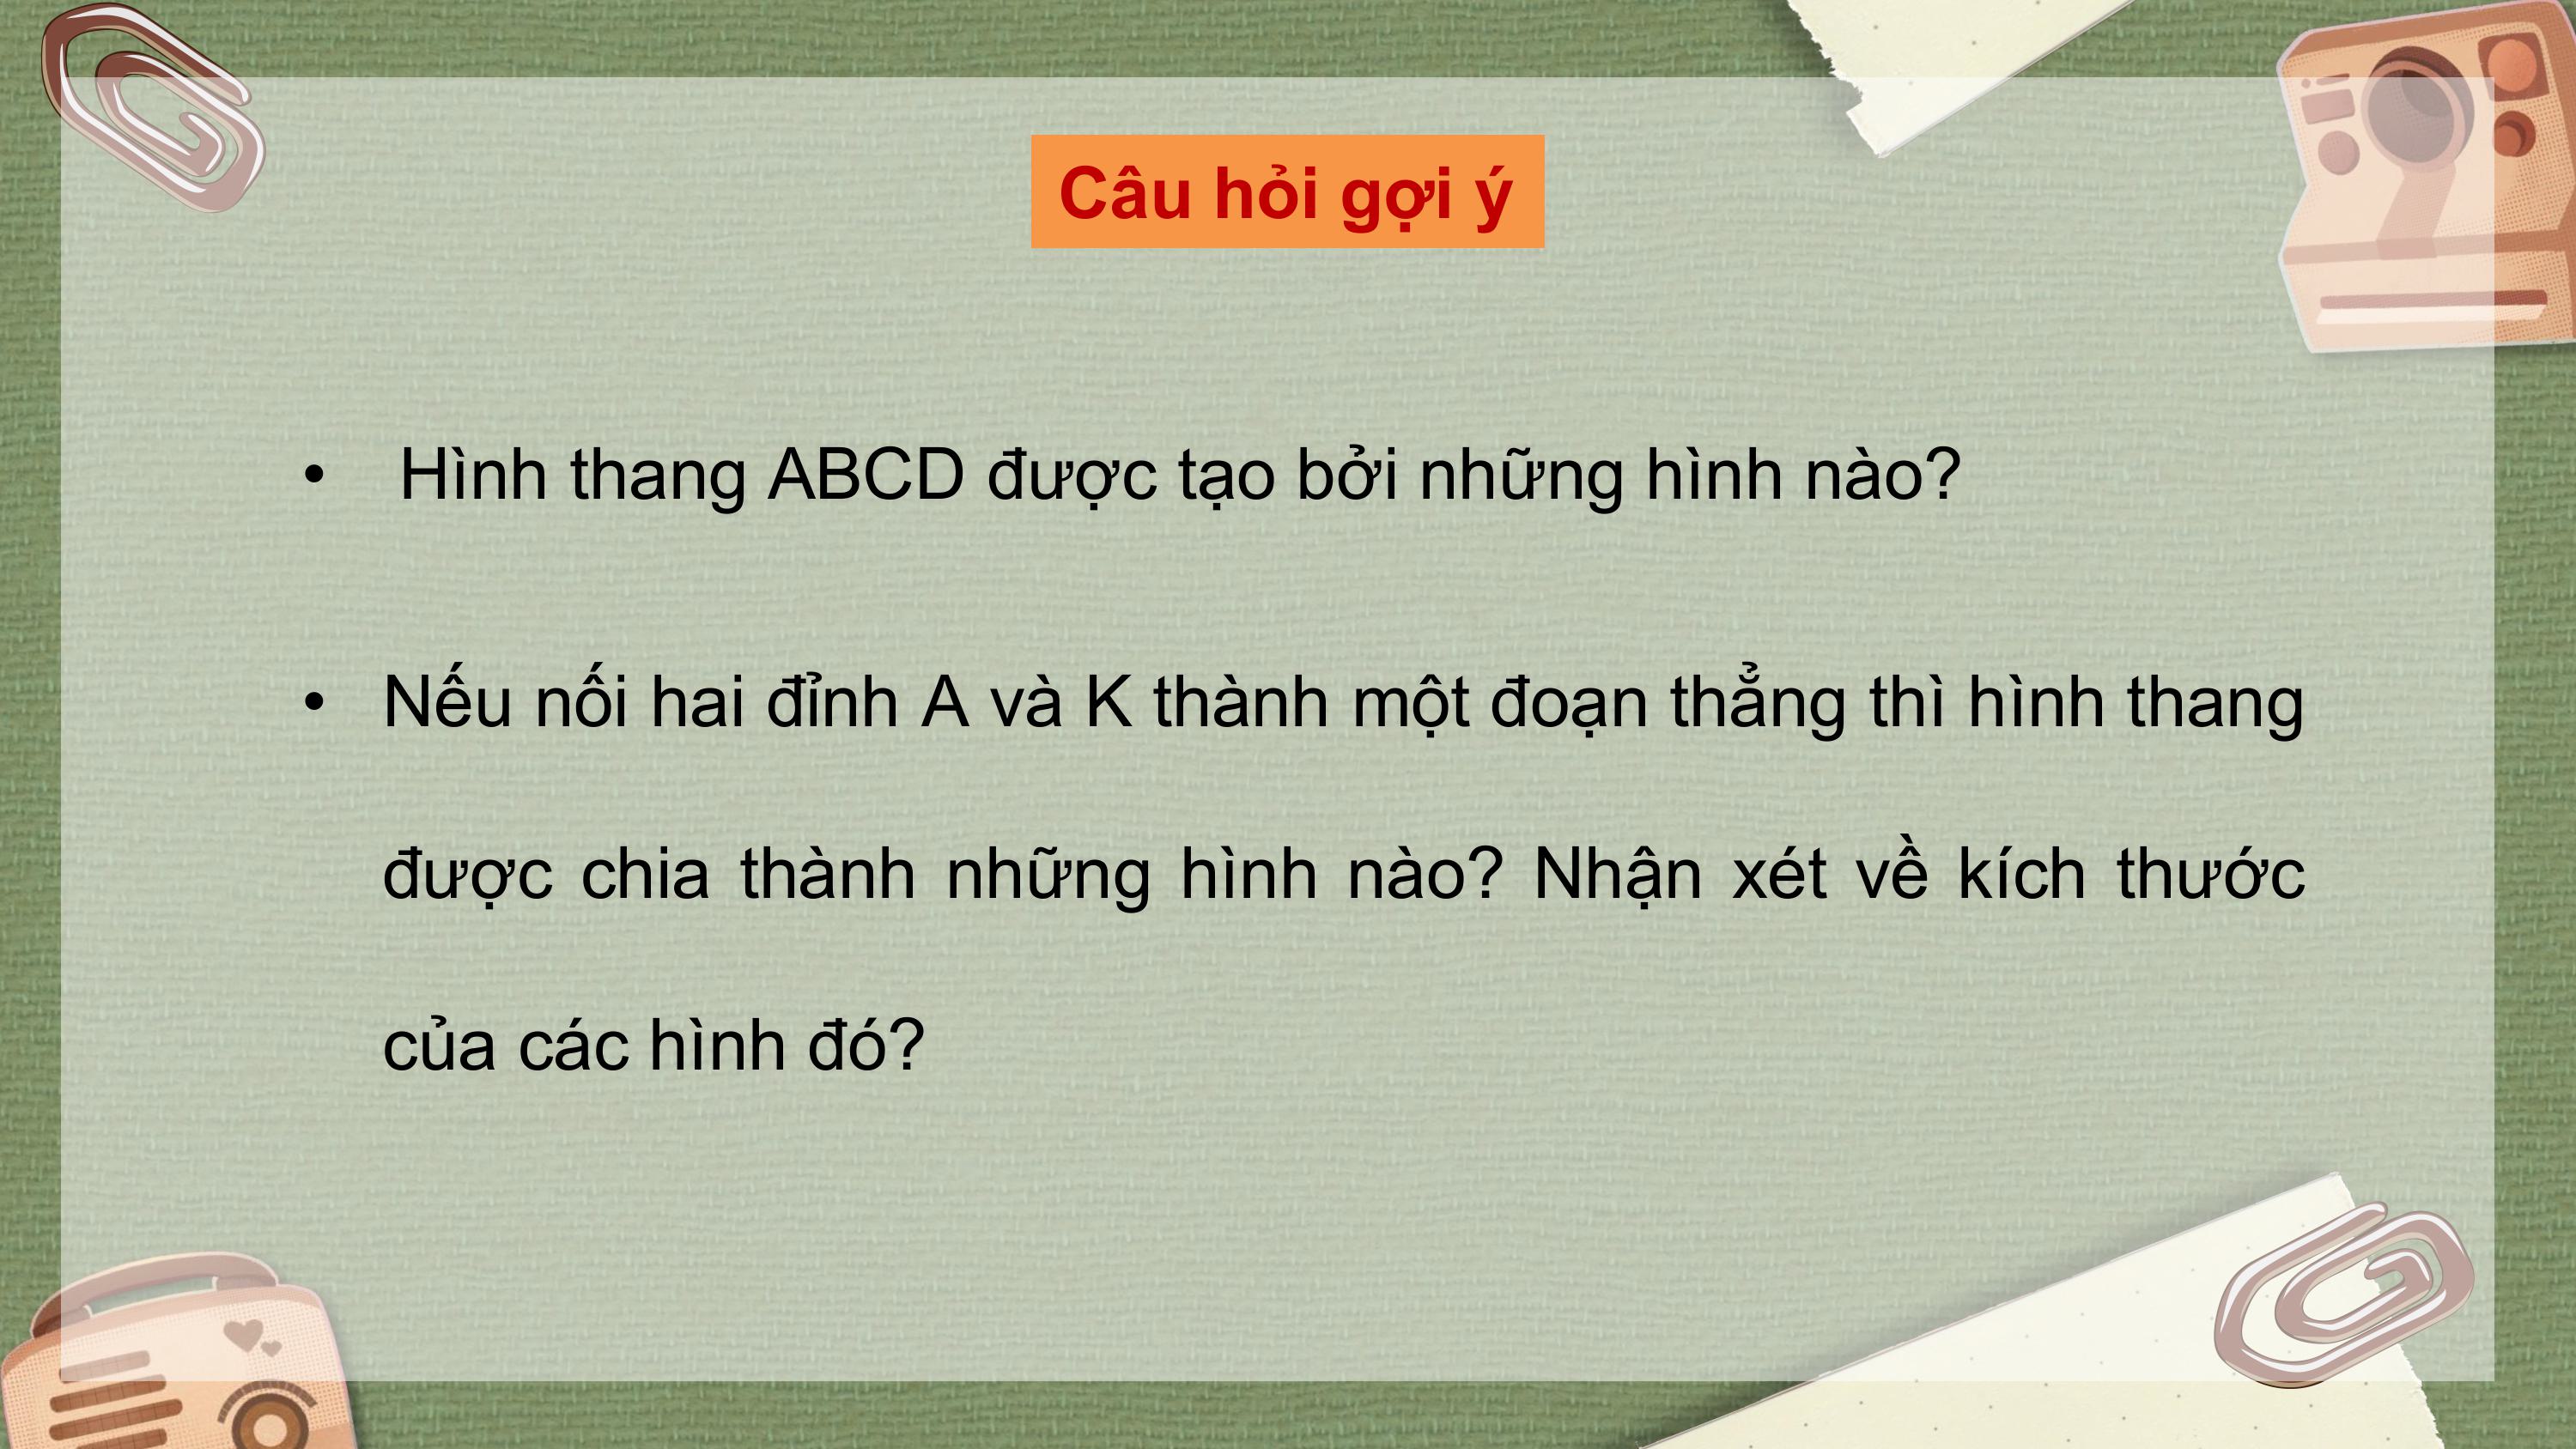 Câu hỏi gợi ý
• Hình thang ABCD được tạo bởi những hình nào?
• Nếu nối hai đỉnh A và K thành một đoạn thẳng thì hình thang
được chia thành những hình nào? Nhận xét về kích thước
của các hình đó?